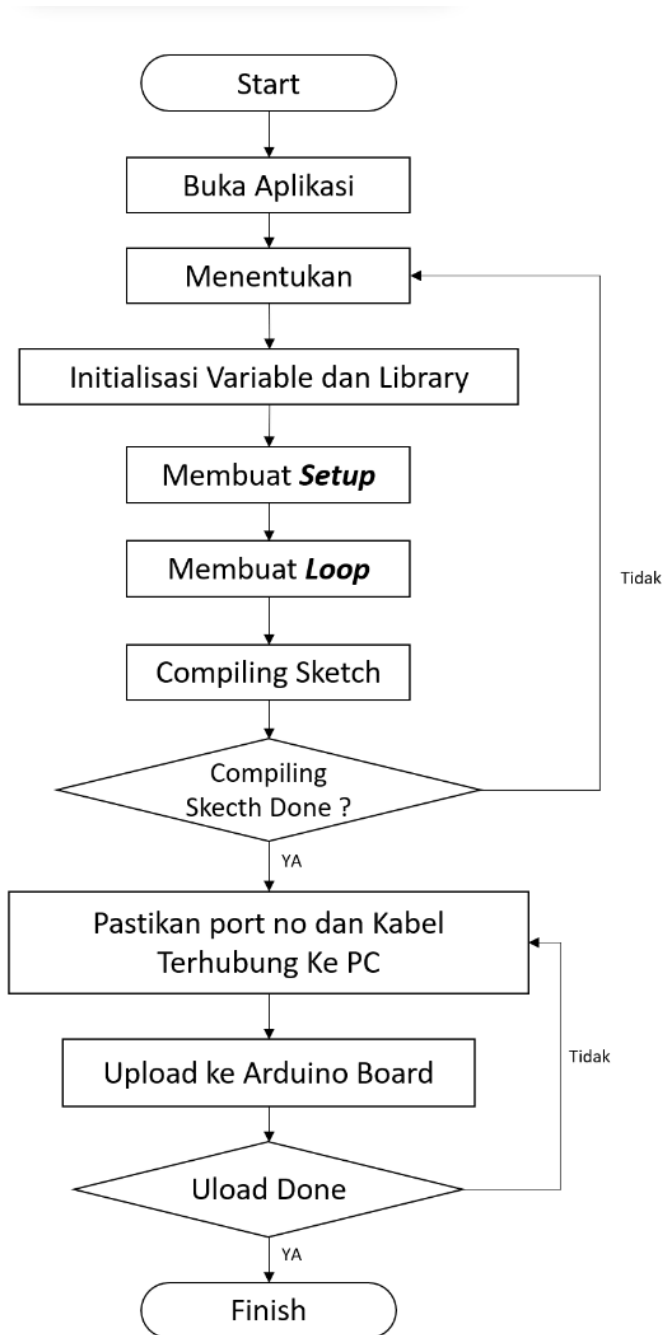 Start
Buka Aplikasi
Menentukan
Initialisasi Variable dan Library
Membuat Setup
Membuat Loop
Tidak
Compiling Sketch
Compiling
Skecth Done ?
YA
Pastikan port no dan Kabel
Terhubung Ke PC
Tidak
Upload ke Arduino Board
Uload Done
YA
Finish